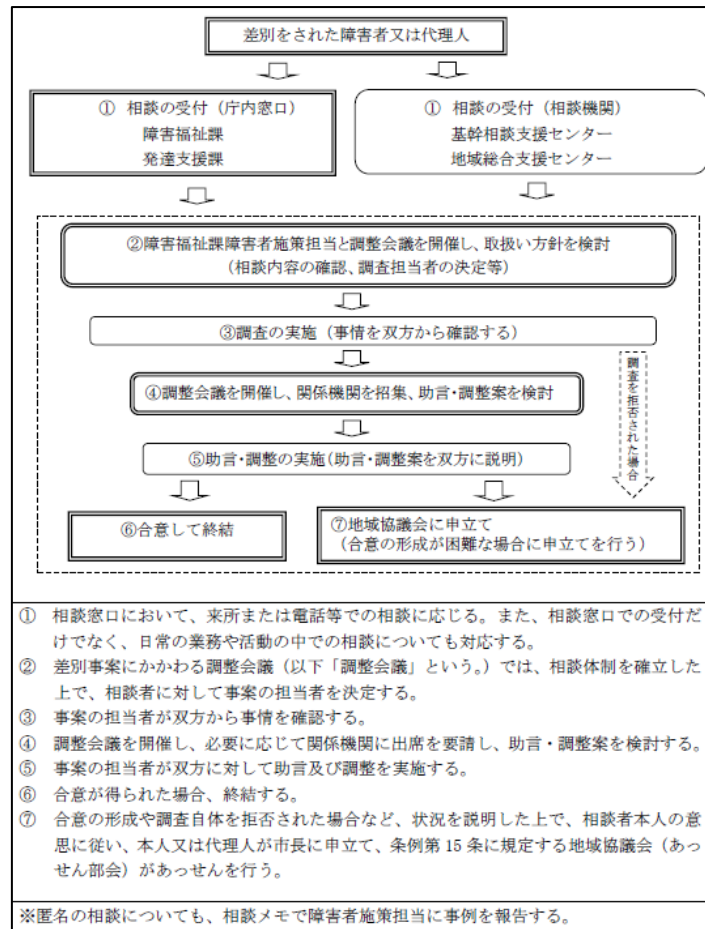 差別をされた障害者又は代理人
① 相談の受付（庁内窓口）
障害福祉課
発達支援課
① 相談の受付（相談機関）
基幹相談支援センター
地域総合支援センター
②障害福祉課障害者施策担当と調整会議を開催し、取扱い方針を検討
（相談内容の確認、調査担当者の決定等）
③調査の実施（事情を双方から確認する）
④調整会議を開催し、関係機関を招集、助言・調整案を検討
調査を拒否された場合
⑤助言・調整の実施(助言・調整案を双方に説明)
⑥合意して終結
⑦地域協議会に申立て
（合意の形成が困難な場合に申立てを行う）
① 相談窓口において、来所または電話等での相談に応じる。また、相談窓口での受付だ
けでなく、日常の業務や活動の中での相談についても対応する。
② 差別事案にかかわる調整会議（以下「調整会議」という。）では、相談体制を確立した
上で、相談者に対して事案の担当者を決定する。
③ 事案の担当者が双方から事情を確認する。
④ 調整会議を開催し、必要に応じて関係機関に出席を要請し、助言・調整案を検討する。
⑤ 事案の担当者が双方に対して助言及び調整を実施する。
⑥ 合意が得られた場合、終結する。
⑦ 合意の形成や調査自体を拒否された場合など、状況を説明した上で、相談者本人の意
思に従い、本人又は代理人が市長に申立て、条例第 15 条に規定する地域協議会（あっ
せん部会）があっせんを行う。
※匿名の相談についても、相談メモで障害者施策担当に事例を報告する。